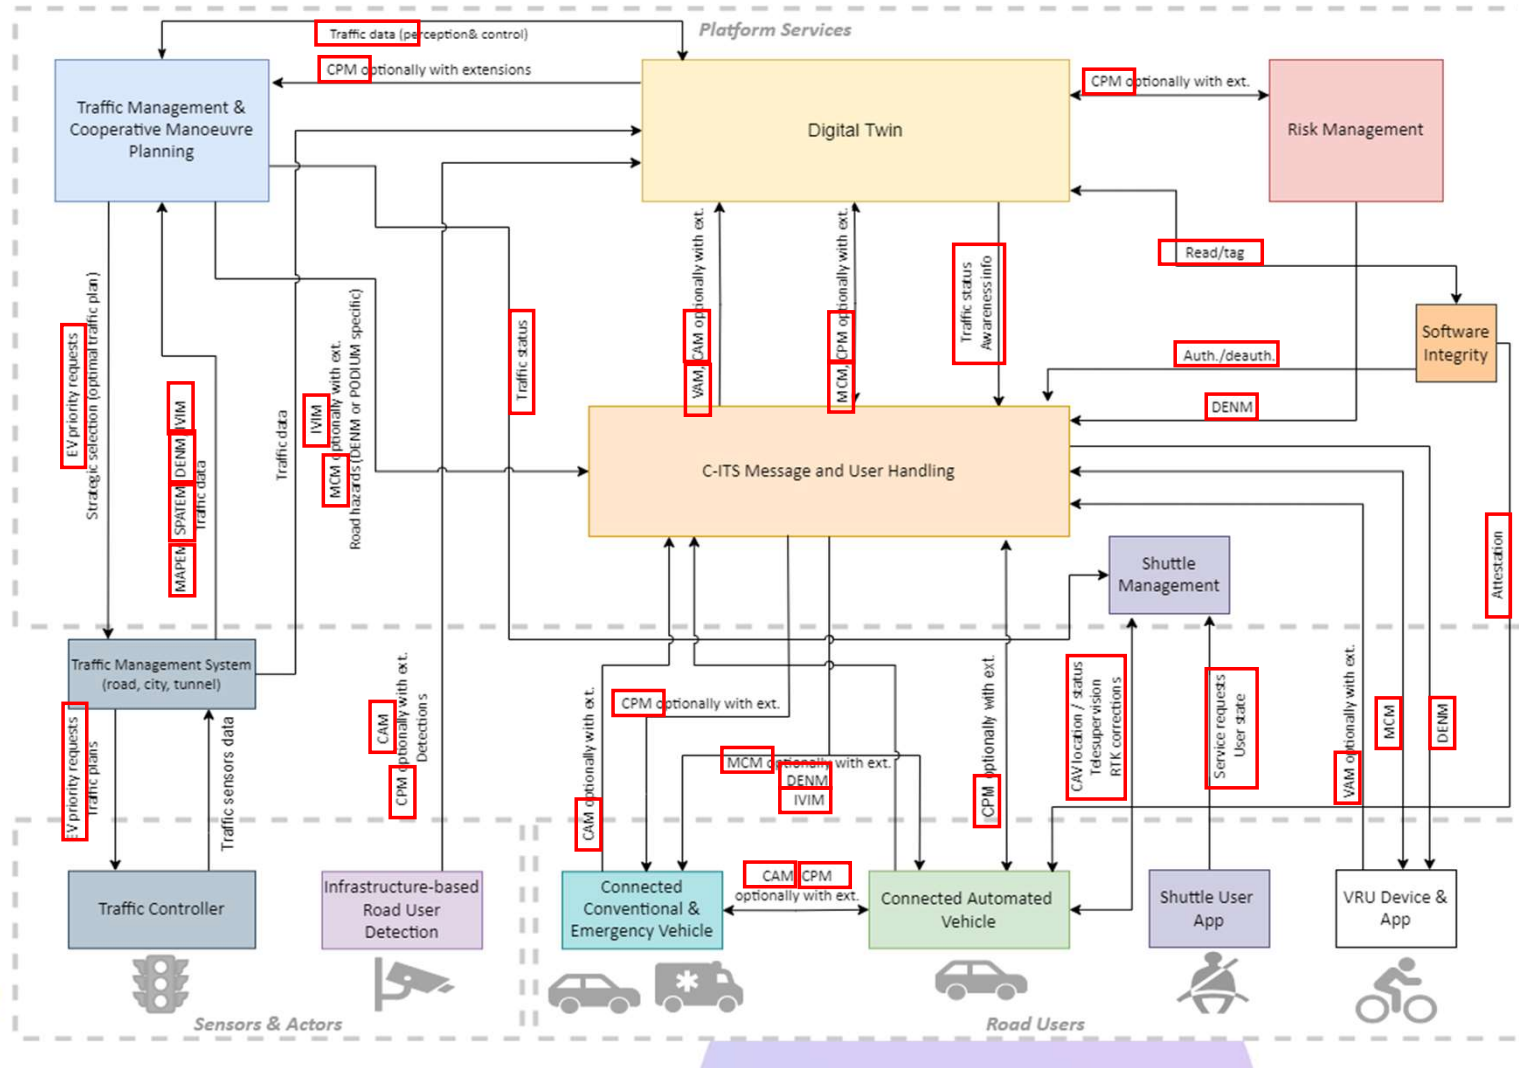 Platform Services
Traffic data (perception& control)
CPM optionally with extensions
CPM optionally with ext.
Traffic Management &
Cooperative Manoeuvre
Planning
Digital Twin
Risk Management
Read/tag
Software
Integrity
Auth./deauth.
DENM
EV priority requests
Strategic selection (optimal traffic plan)
MAPEM SPATEM DENM IVIM
Traffic data
Traffic data
IVIM
MCM optionally with ext.
Road hazards (DENM or PODIUM specific)
Traffic status
VAM, CAM optionally with ext.
MCM, CPM optionally with ext.
Traffic status
Awareness info
C-ITS Message and User Handling
Shuttle
Management
Attestation
Traffic Management System
(road, city, tunnel)
EV priority requests
Traffic plans
Traffic sensors data
CAM
CPM optionally with ext.
Detections
CAM optionally with ext.
CPM optionally with ext.
MCM optionally with ext.
DENM
IVIM
CPM optionally with ext.
CAV location / status
Telesupervision
RTK corrections
Service requests
User state
VAM optionally with ext.
MCM
DENM
CAM CPM
optionally with ext.
Traffic Controller
Infrastructure-based
Road User
Detection
Connected
Conventional &
Emergency Vehicle
Connected Automated
Vehicle
Shuttle User
App
VRU Device &
App
Sensors & Actors
Road Users